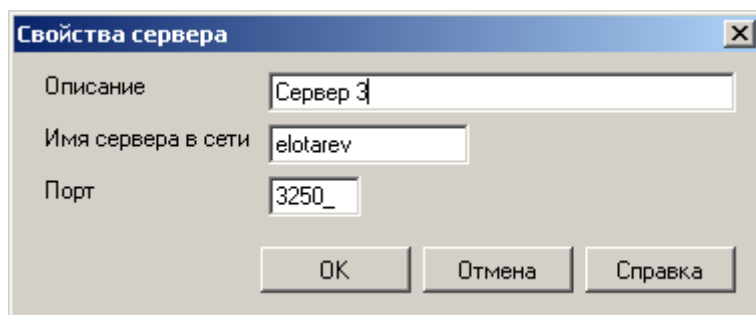 Свойства сервера
Описание Сервер 3
Имя сервера в сети elotarev
Порт 3250_
OK Отмена Справка